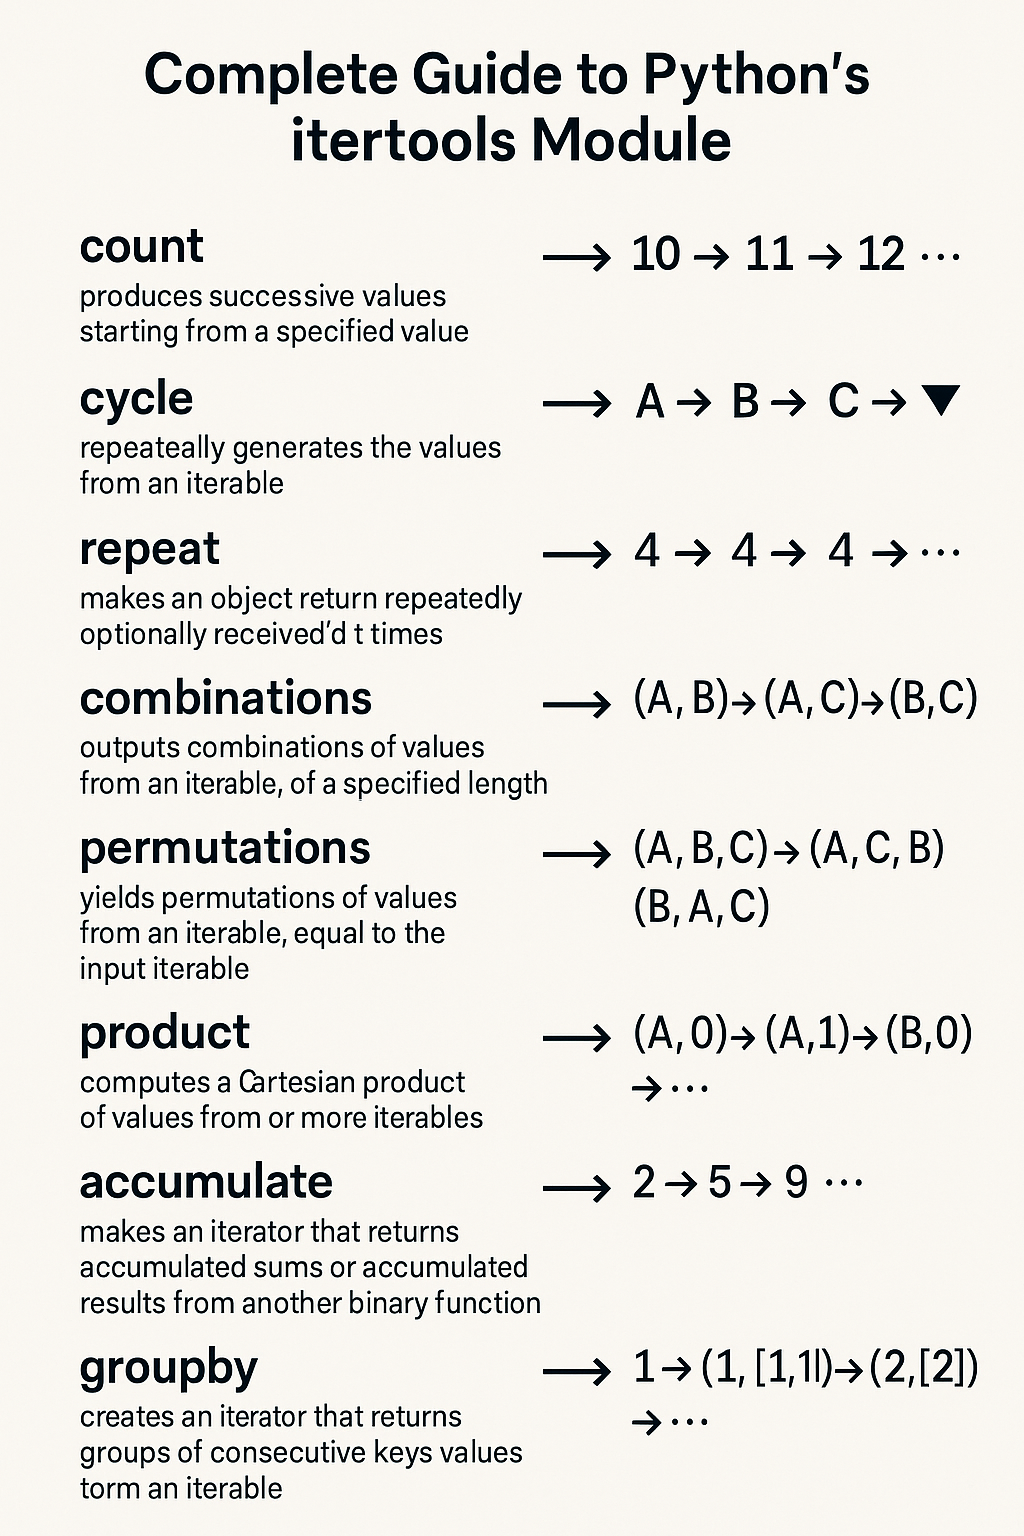 Complete Guide to Python's
itertools Module
count
→ 10 → 11 → 12 ···
produces successive values
starting from a specified value
cycle
→ A → B → C → ▼
repeateally generates the values
from an iterable
repeat
→ 4 → 4 → 4 → ···
makes an object return repeatedly
optionally received'd t times
combinations
→ (A, B)→(A, C)→(B,C)
outputs combinations of values
from an iterable, of a specified length
permutations
→ (A, B, C)→ (A, C, B)
(B, A, C)
yields permutations of values
from an iterable, equal to the
input iterable
product
→ (A, 0)→(A,1)→(B,0)
→ ···
computes a Cartesian product
of values from or more iterables
accumulate
→ 2 → 5 → 9 ···
makes an iterator that returns
accumulated sums or accumulated
results from another binary function
groupby
→ 1 → (1, [1,1|)→(2,[2])
→ ···
creates an iterator that returns
groups of consecutive keys values
torm an iterable